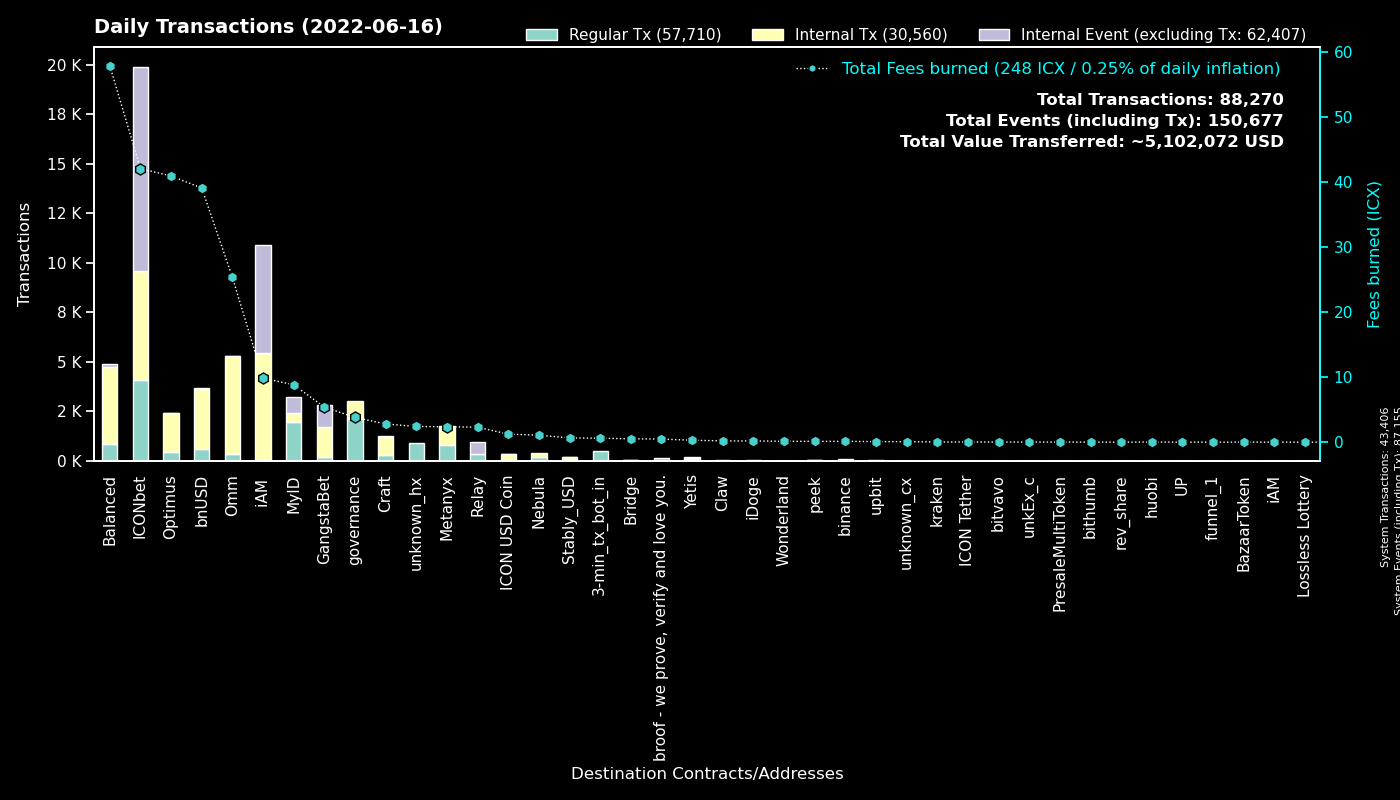 Daily Transactions (2022-06-16)
Regular Tx (57,710)
Internal Tx (30,560)
Internal Event (excluding Tx: 62,407)
Total Fees burned (248 ICX / 0.25% of daily inflation)
Total Transactions: 88,270
Total Events (including Tx): 150,677
Total Value Transferred: ~5,102,072 USD
Transactions
20 K
18 K
15 K
12 K
10 K
8 K
5 K
2 K
0 K
60
50
40
30
20
10
0
Fees burned (ICX)
Balanced
ICONbet
Optimus
bnUSD
Omm
iAM
MyID
GangstaBet
governance
Craft
unknown_hx
Metanyx
Relay
ICON USD Coin
Nebula
Stably_USD
3-min_tx_bot_in
Bridge
broof - we prove, verify and love you.
Yetis
Claw
iDoge
Wonderland
peek
binance
upbit
unknown_cx
kraken
ICON Tether
bitvavo
unkEx_c
PresaleMultiToken
bithumb
rev_share
huobi
UP
funnel_1
BazaarToken
iAM
Lossless Lottery
Destination Contracts/Addresses
System Transactions: 43,406
System Events (including Tx): 87,155